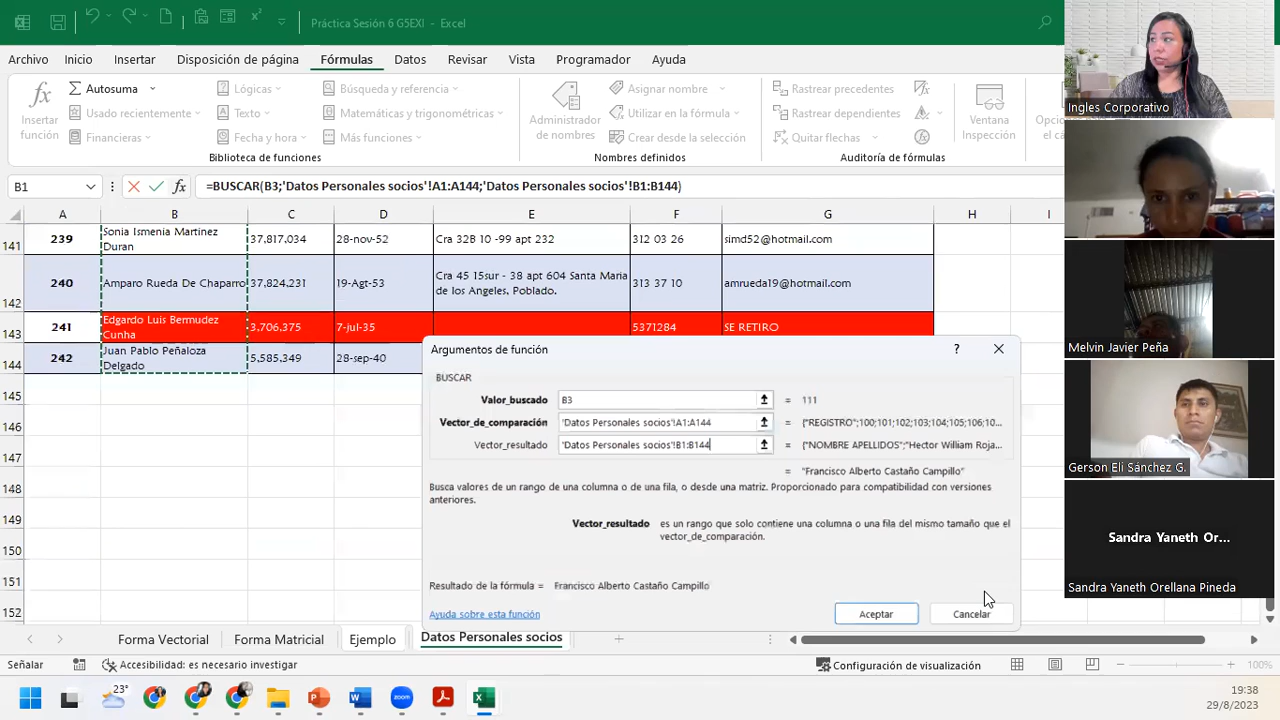 Práctica Sesión 6 G5EXI - Excel
Archivo Inicio Insertar Disposición de página Fórmulas Revisar Vista Programador Ayuda
Autosuma Lógicas Búsqueda y referencia Asignar nombre Rastrear precedentes
Insertar función Usado recientemente Texto Matemáticas y trigonométricas Administrador de nombres Utilizar en la fórmula Rastrear dependientes Ventana Inspección
Financieras Fecha y hora Más funciones Crear desde la selección Quitar flechas
Biblioteca de funciones Nombres definidos Auditoría de fórmulas
B1 fx =BUSCAR(B3;'Datos Personales socios'!A1:A144;'Datos Personales socios'!B1:B144)
A B C D E F G H I
141 239 Sonia Ismenia Martinez Duran 37,817,034 28-nov-52 Cra 32B 10 -99 apt 232 312 03 26 simd52@hotmail.com
142 240 Amparo Rueda De Chaparro 37,824,231 19-Agt-53 Cra 45 15sur - 38 apt 604 Santa Maria de los Angeles, Poblado. 313 37 10 amrueda19@hotmail.com
143 241 Edgardo Luis Bermudez Cunha 3,706,375 7-jul-35 5371284 SE RETIRO
144 242 Juan Pablo Peñaloza Delgado 5,585,349 28-sep-40
145
146
147
148
149
150
151
152
Argumentos de función ? ×
BUSCAR
Valor_buscado B3 = 111
Vector_de_comparación 'Datos Personales socios'!A1:A144 = {"REGISTRO";100;101;102;103;104;105;106;10...
Vector_resultado 'Datos Personales socios'!B1:B144 = {"NOMBRE APELLIDOS";"Hector William Roja...
= "Francisco Alberto Castaño Campillo"
Busca valores de un rango de una columna o de una fila, o desde una matriz. Proporcionado para compatibilidad con versiones
anteriores.
Vector_resultado es un rango que solo contiene una columna o una fila del mismo tamaño que el
vector_de_comparación.
Resultado de la fórmula = Francisco Alberto Castaño Campillo
Ayuda sobre esta función Aceptar Cancelar
Forma Vectorial Forma Matricial Ejemplo Datos Personales socios
Señalar Accesibilidad: es necesario investigar Configuración de visualización 100%
23° zoom 19:38
29/8/2023
Ingles Corporativo
Melvin Javier Peña
Gerson Elí Sánchez G.
Sandra Yaneth Or...
Sandra Yaneth Orellana Pineda